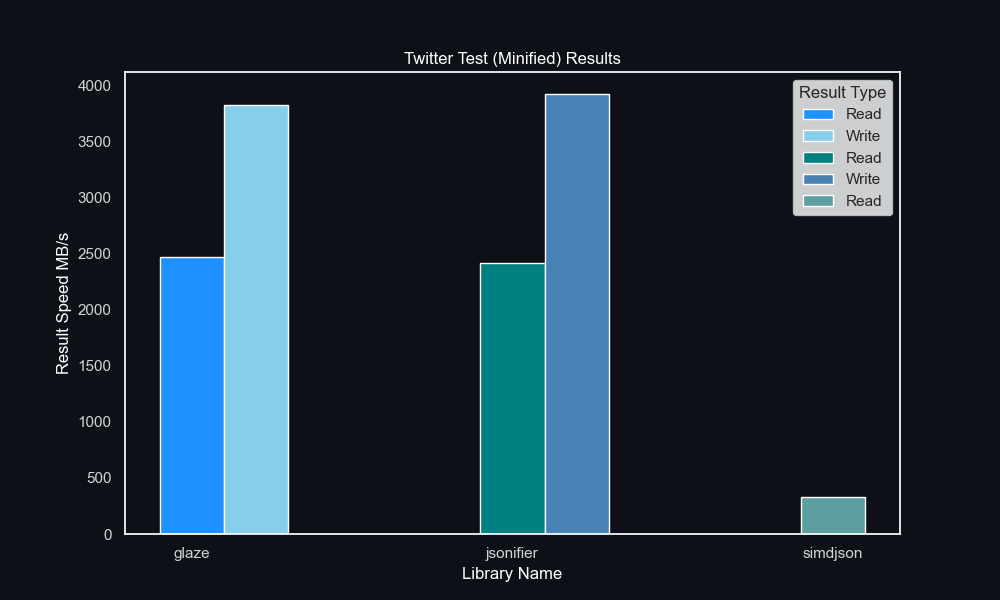 Twitter Test (Minified) Results
Result Type
Read
Write
Read
Write
Read
Result Speed MB/s
4000
3500
3000
2500
2000
1500
1000
500
0
glaze
jsonifier
simdjson
Library Name